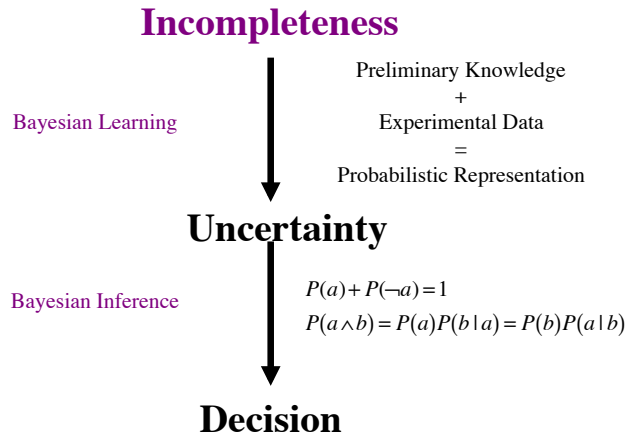 Incompleteness
Preliminary Knowledge
+
Bayesian Learning
Experimental Data
=
Probabilistic Representation
Uncertainty
Bayesian Inference
P(a)+P(¬a)=1
P(a∧b)=P(a)P(b|a)=P(b)P(a|b)
Decision